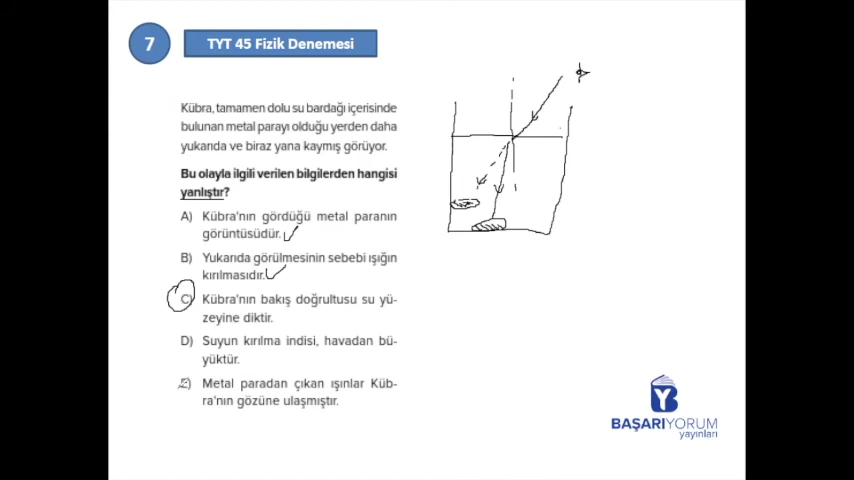 7
TYT 45 Fizik Denemesi
Kübra, tamamen dolu su bardağı içerisinde
bulunan metal parayı olduğu yerden daha
yukarıda ve biraz yana kaymış görüyor.
Bu olayla ilgili verilen bilgilerden hangisi
yanlıştır?
A) Kübra'nın gördüğü metal paranın
görüntüsüdür.
B) Yukarıda görülmesinin sebebi ışığın
kırılmasıdır.
C) Kübra'nın bakış doğrultusu su yü-
zeyine diktir.
D) Suyun kırılma indisi, havadan bü-
yüktür.
E) Metal paradan çıkan ışınlar Küb-
ra'nın gözüne ulaşmıştır.
BAŞARIYORUM
yayınları